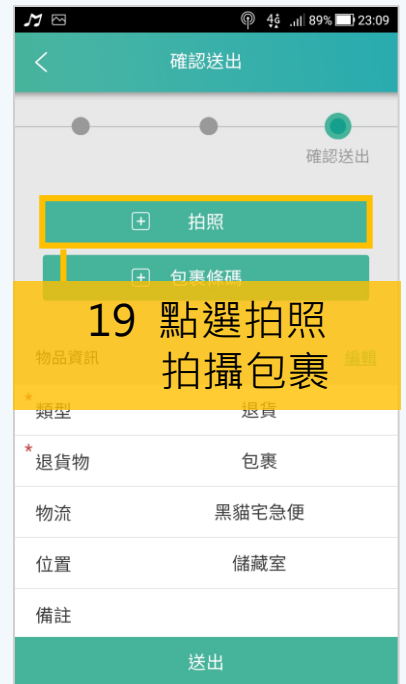 89% 23:09
確認送出
確認送出
拍照
包裹條碼
19 點選拍照
拍攝包裹
物品資訊 編輯
*類型 退貨
*退貨物 包裹
物流 黑貓宅急便
位置 儲藏室
備註
送出